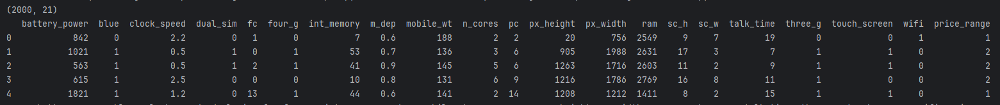 (2000, 21)
battery_power blue clock_speed dual_sim fc four_g int_memory m_dep mobile_wt n_cores pc px_height px_width ram sc_h sc_w talk_time three_g touch_screen wifi price_range
0 842 0 2.2 0 1 0 7 0.6 188 2 2 20 756 2549 9 7 19 0 0 1 1
1 1021 1 0.5 1 0 1 53 0.7 136 3 6 905 1988 2631 17 3 7 1 1 0 2
2 563 1 0.5 1 2 1 41 0.9 145 5 6 1263 1716 2603 11 2 9 1 1 0 2
3 615 1 2.5 0 0 0 10 0.8 131 6 9 1216 1786 2769 16 8 11 1 0 0 2
4 1821 1 1.2 0 13 1 44 0.6 141 2 14 1208 1212 1411 8 2 15 1 1 0 1